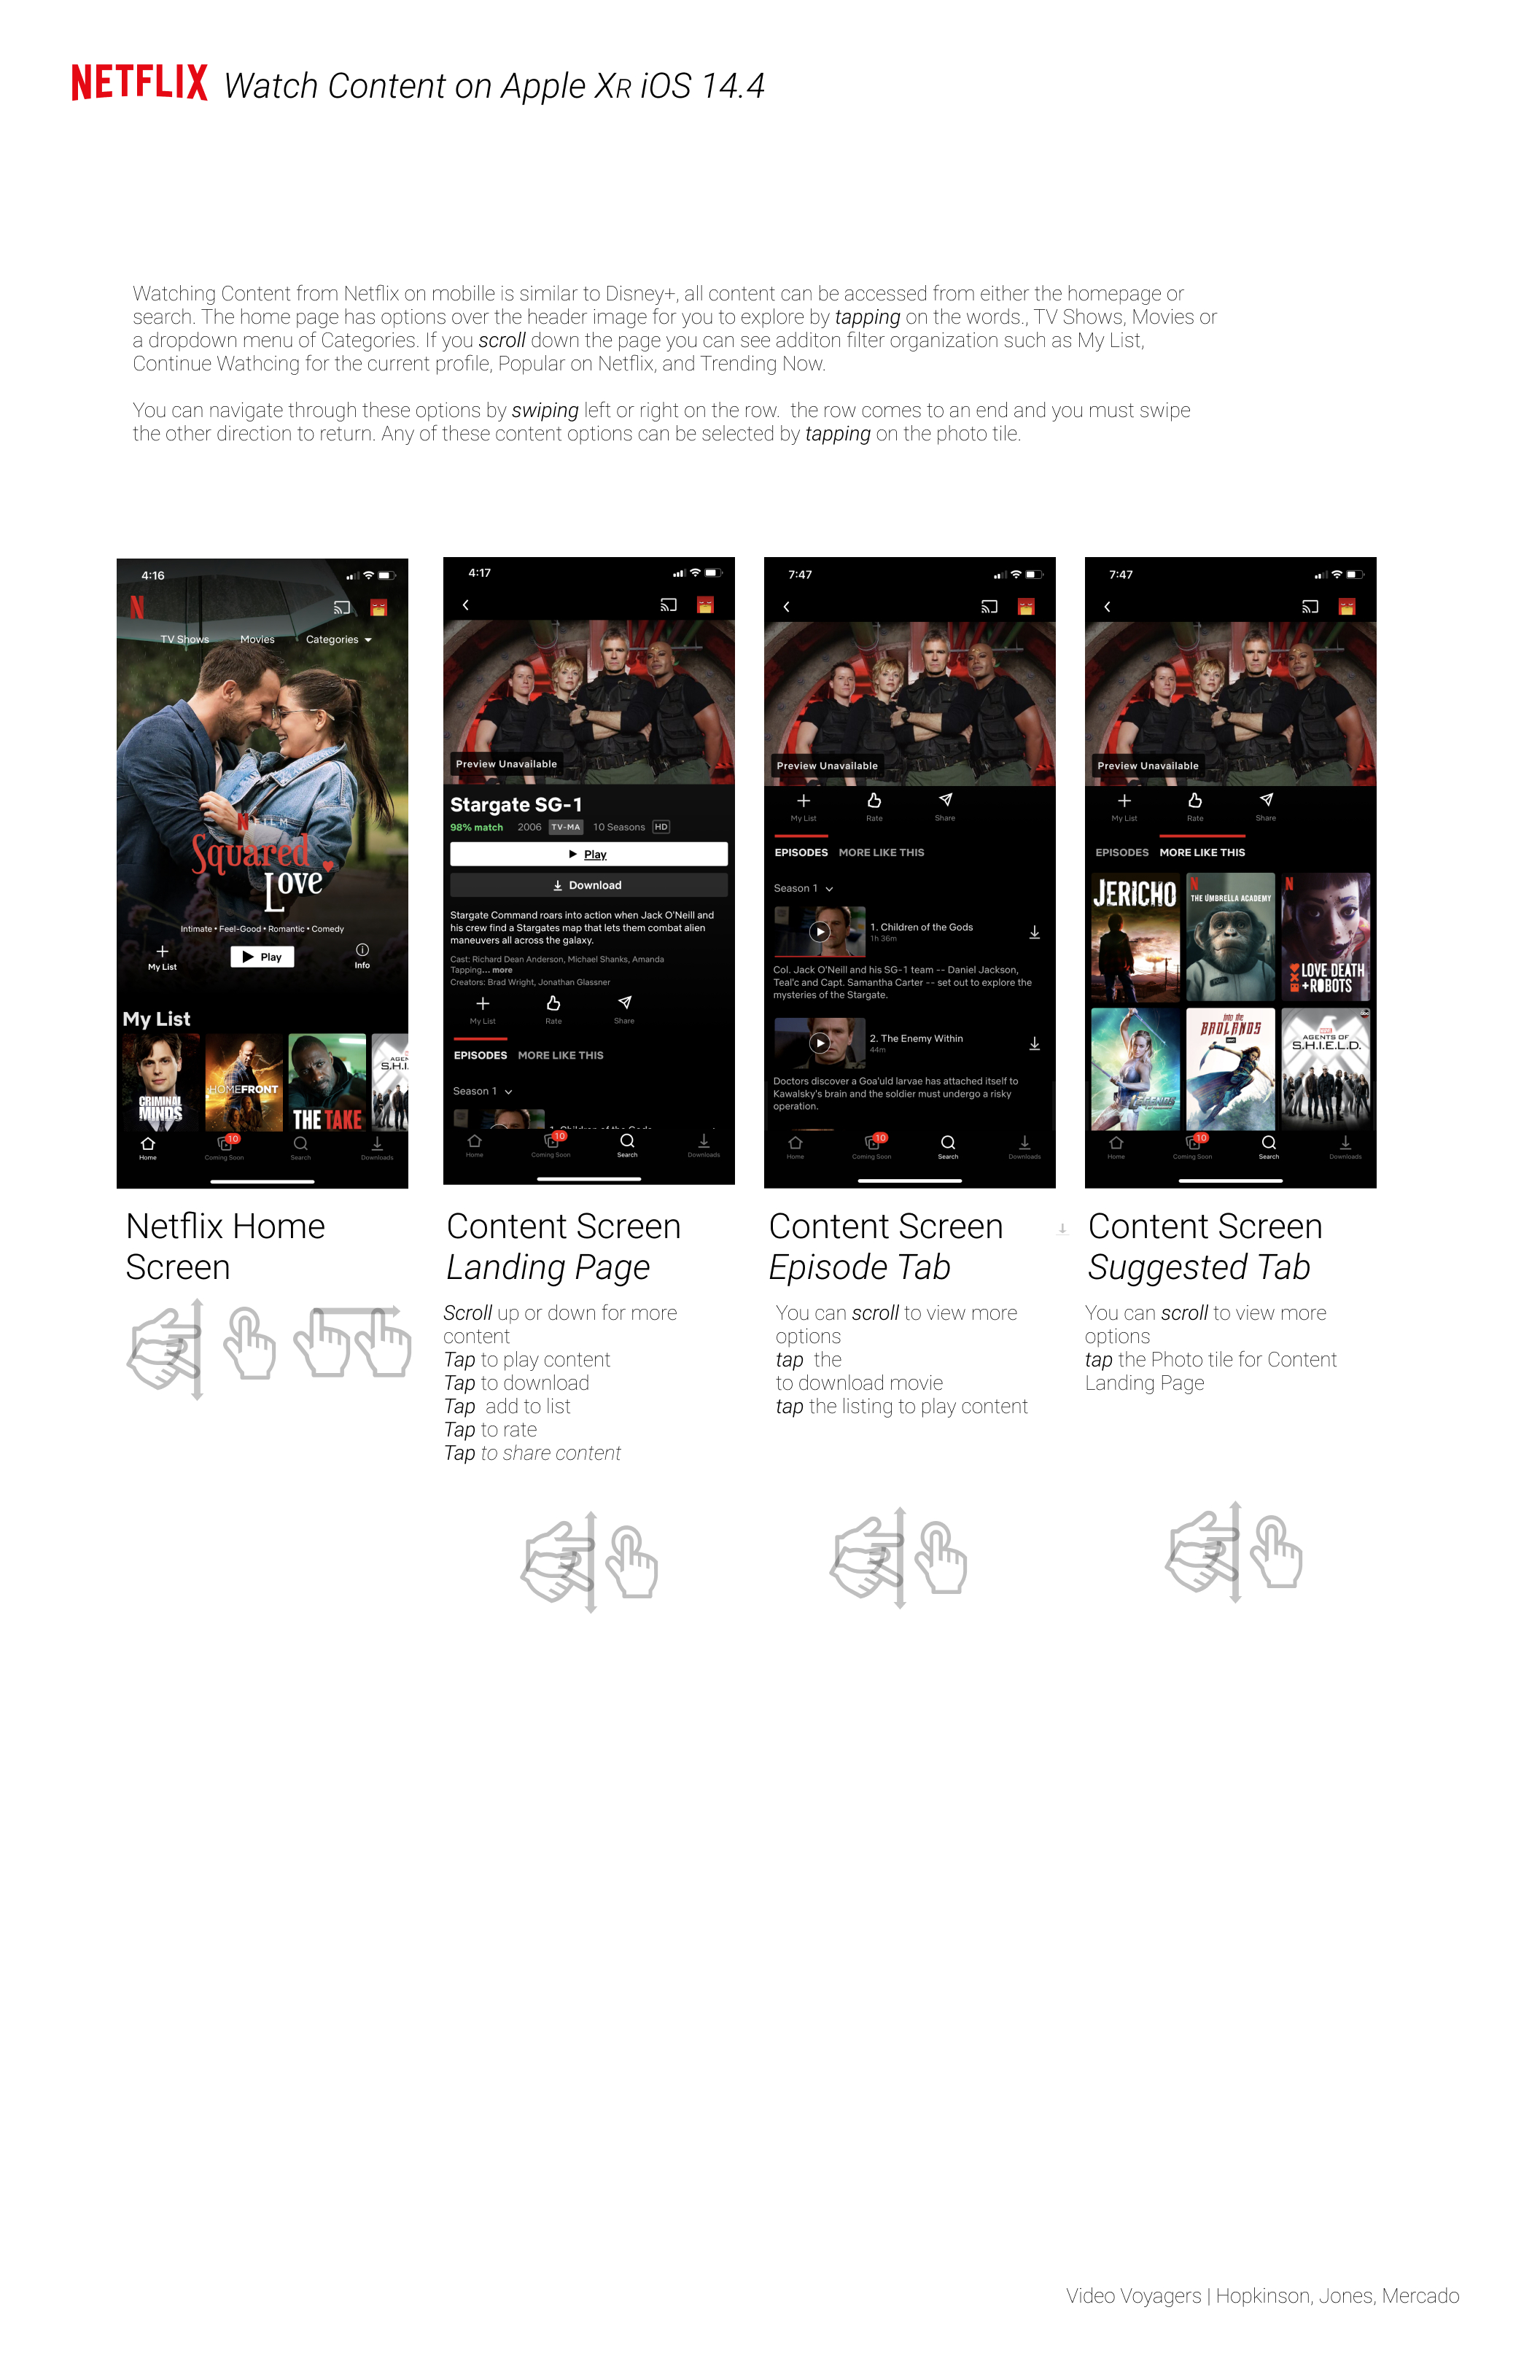 NETFLIX Watch Content on Apple XR iOS 14.4
Watching Content from Netflix on mobille is similar to Disney+, all content can be accessed from either the homepage or
search. The home page has options over the header image for you to explore by tapping on the words., TV Shows, Movies or
a dropdown menu of Categories. If you scroll down the page you can see additon filter organization such as My List,
Continue Wathcing for the current profile, Popular on Netflix, and Trending Now.
You can navigate through these options by swiping left or right on the row. the row comes to an end and you must swipe
the other direction to return. Any of these content options can be selected by tapping on the photo tile.
4:16
N
TV Shows Movies Categories
N FILM
Squared
Love
Intimate • Feel-Good • Romantic • Comedy
My List
Play
Info
My List
CRIMINAL
MINDS
HOMEFRONT
THE TAKE
AGEN
S.H.I.
10
Home Coming Soon Search Downloads
4:17
Preview Unavailable
Stargate SG-1
98% match 2006 TV-MA 10 Seasons HD
Play
Download
Stargate Command roars into action when Jack O'Neill and
his crew find a Stargates map that lets them combat alien
maneuvers all across the galaxy.
Cast: Richard Dean Anderson, Michael Shanks, Amanda
Tapping... more
Creators: Brad Wright, Jonathan Glassner
My List Rate Share
EPISODES MORE LIKE THIS
Season 1
1. Children of the Gods
10
Home Coming Soon Search Downloads
7:47
Preview Unavailable
My List Rate Share
EPISODES MORE LIKE THIS
Season 1
1. Children of the Gods
1h 36m
Col. Jack O'Neill and his SG-1 team -- Daniel Jackson,
Teal'c and Capt. Samantha Carter -- set out to explore the
mysteries of the Stargate.
2. The Enemy Within
44m
Doctors discover a Goa'uld larvae has attached itself to
Kawalsky's brain and the soldier must undergo a risky
operation.
10
Home Coming Soon Search Downloads
7:47
Preview Unavailable
My List Rate Share
EPISODES MORE LIKE THIS
JERICHO
N
THE UMBRELLA ACADEMY
N
LOVE DEATH
+ROBOTS
LEGENDS
INTO THE
BADLANDS
AMC
abc
MARVEL
AGENTS OF
S.H.I.E.L.D.
10
Home Coming Soon Search Downloads
Netflix Home
Screen
Content Screen
Landing Page
Scroll up or down for more
content
Tap to play content
Tap to download
Tap add to list
Tap to rate
Tap to share content
Content Screen
Episode Tab
You can scroll to view more
options
tap the
to download movie
tap the listing to play content
Content Screen
Suggested Tab
You can scroll to view more
options
tap the Photo tile for Content
Landing Page
Video Voyagers | Hopkinson, Jones, Mercado